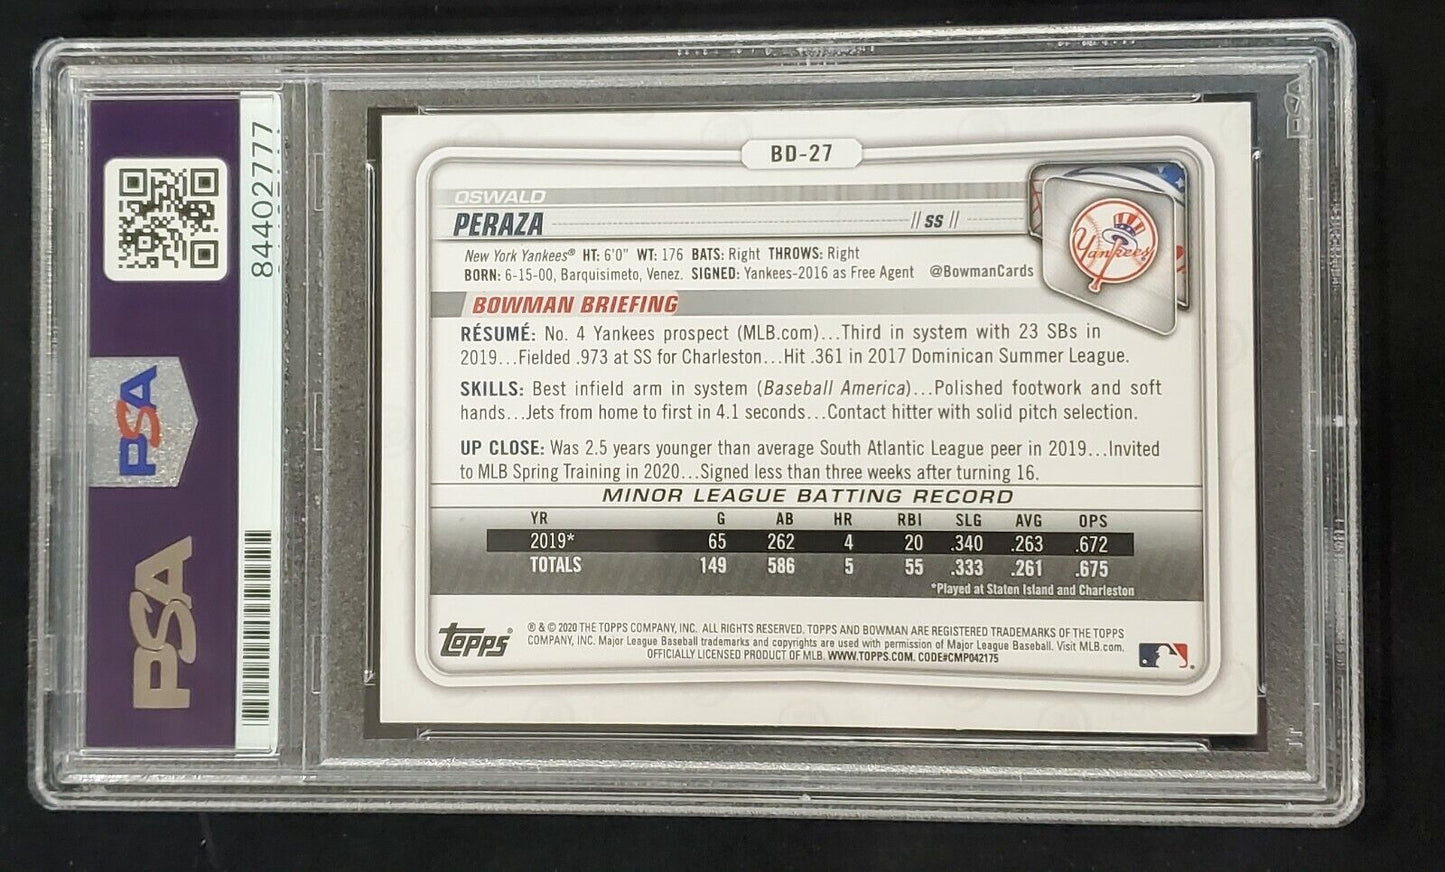 BD-27
OSWALD
PERAZA // SS //
New York Yankees® HT: 6'0" WT: 176 BATS: Right THROWS: Right
BORN: 6-15-00, Barquisimeto, Venez. SIGNED: Yankees-2016 as Free Agent @BowmanCards
Yankees
BOWMAN BRIEFING
RÉSUMÉ: No. 4 Yankees prospect (MLB.com)...Third in system with 23 SBs in
2019...Fielded .973 at SS for Charleston...Hit .361 in 2017 Dominican Summer League.
SKILLS: Best infield arm in system (Baseball America)...Polished footwork and soft
hands...Jets from home to first in 4.1 seconds...Contact hitter with solid pitch selection.
UP CLOSE: Was 2.5 years younger than average South Atlantic League peer in 2019...Invited
to MLB Spring Training in 2020...Signed less than three weeks after turning 16.
MINOR LEAGUE BATTING RECORD
YR G AB HR RBI SLG AVG OPS
2019* 65 262 4 20 .340 .263 .672
TOTALS 149 586 5 55 .333 .261 .675
*Played at Staten Island and Charleston
TOPPS®
® & © 2020 THE TOPPS COMPANY, INC. ALL RIGHTS RESERVED. TOPPS AND BOWMAN ARE REGISTERED TRADEMARKS OF THE TOPPS
COMPANY, INC. Major League Baseball trademarks and copyrights are used with permission of Major League Baseball. Visit MLB.com.
OFFICIALLY LICENSED PRODUCT OF MLB. WWW.TOPPS.COM. CODE#CMP042175
84402777
PSA
PSA
PSA